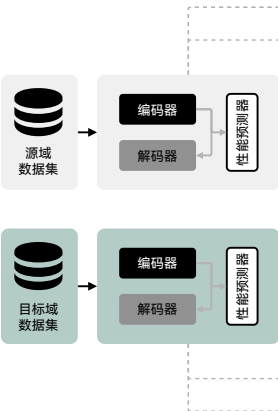 源域
数据集
编码器
解码器
性能预测器
目标域
数据集
编码器
解码器
性能预测器